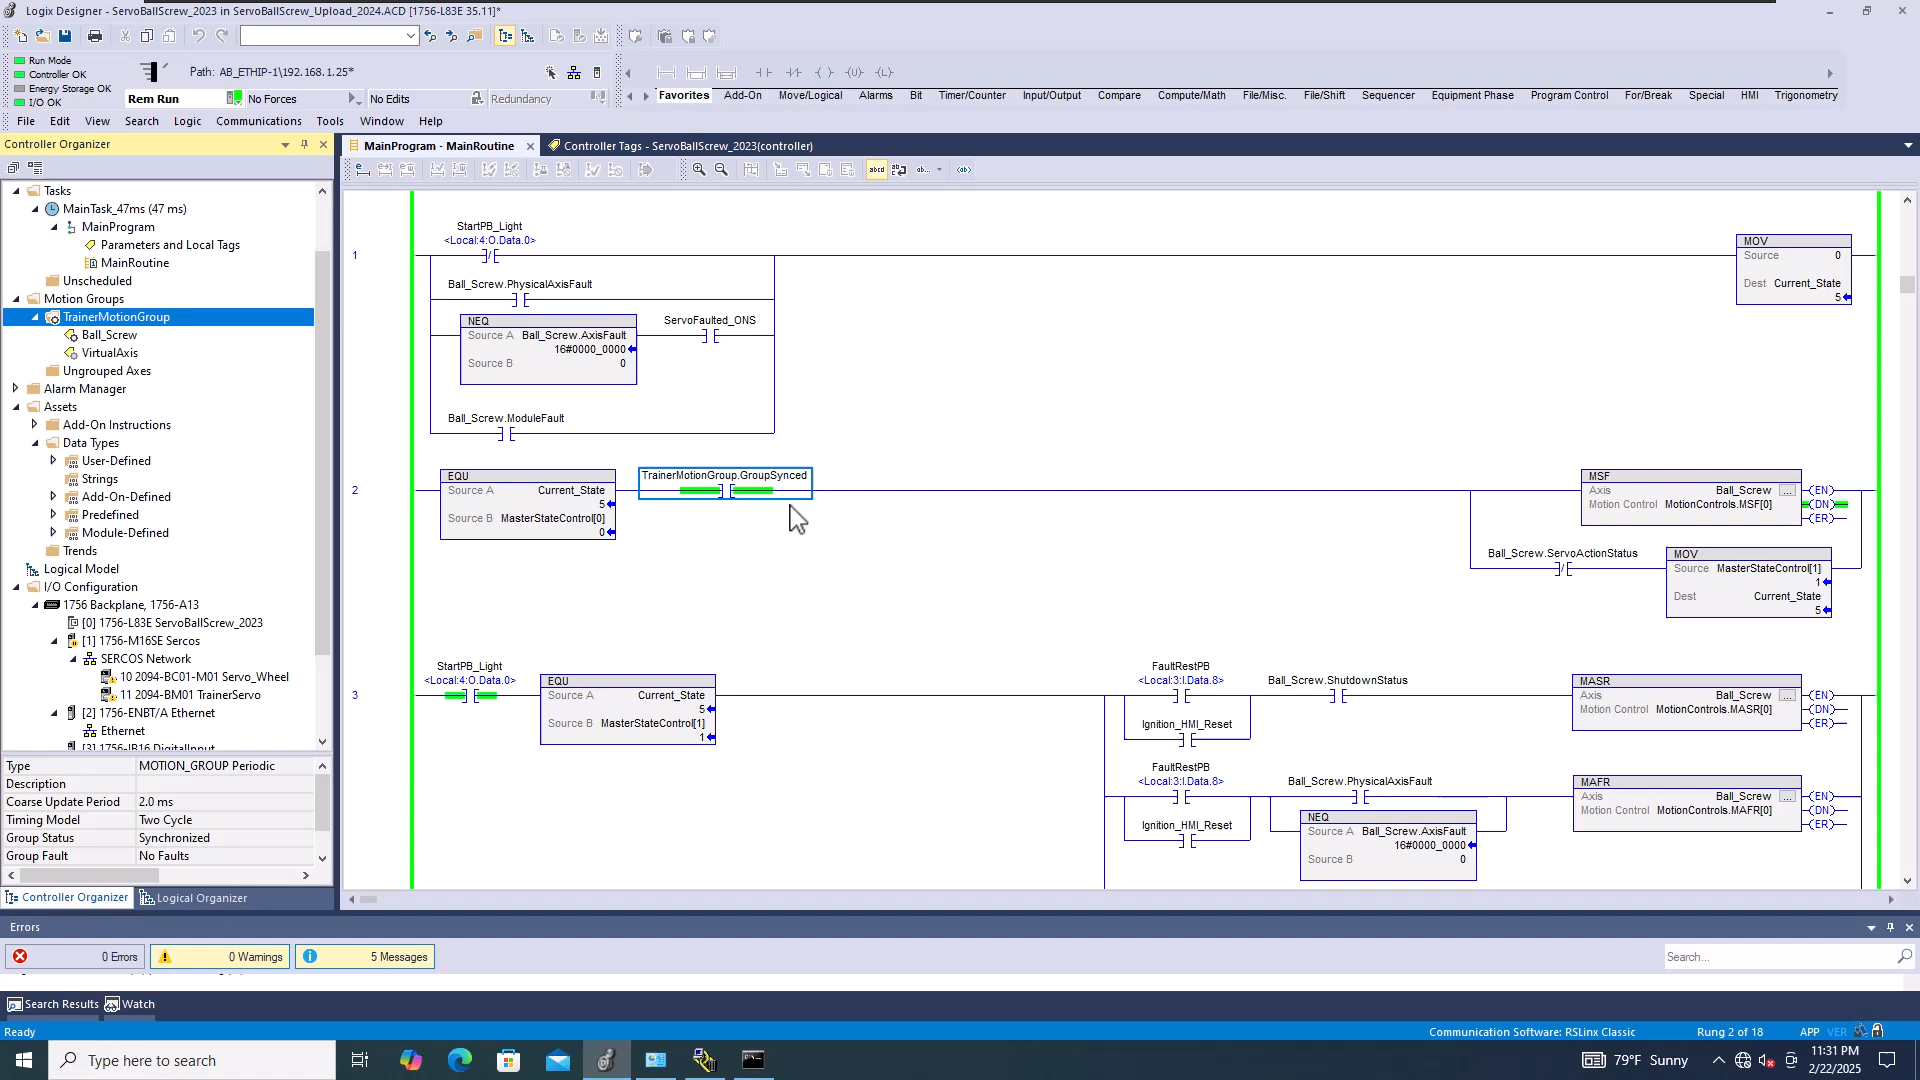 Logix Designer - ServoBallScrew_2023 in ServoBallScrew_Upload_2024.ACD [1756-L83E 35.11]*
Run Mode
Controller OK
Energy Storage OK
I/O OK
Path: AB_ETHIP-1\192.168.1.25*
Rem Run
No Forces
No Edits
Redundancy
Favorites Add-On Move/Logical Alarms Bit Timer/Counter Input/Output Compare Compute/Math File/Misc. File/Shift Sequencer Equipment Phase Program Control For/Break Special HMI Trigonometry
File Edit View Search Logic Communications Tools Window Help
Controller Organizer
MainProgram - MainRoutine
Controller Tags - ServoBallScrew_2023(controller)
Tasks
MainTask_47ms (47 ms)
MainProgram
Parameters and Local Tags
MainRoutine
Unscheduled
Motion Groups
TrainerMotionGroup
Ball_Screw
VirtualAxis
Ungrouped Axes
Alarm Manager
Assets
Add-On Instructions
Data Types
User-Defined
Strings
Add-On-Defined
Predefined
Module-Defined
Trends
Logical Model
I/O Configuration
1756 Backplane, 1756-A13
[0] 1756-L83E ServoBallScrew_2023
[1] 1756-M16SE Sercos
SERCOS Network
10 2094-BC01-M01 Servo_Wheel
11 2094-BM01 TrainerServo
[2] 1756-ENBT/A Ethernet
Ethernet
[3] 1756-IB16 DigitalInput
Type MOTION_GROUP Periodic
Description
Coarse Update Period 2.0 ms
Timing Model Two Cycle
Group Status Synchronized
Group Fault No Faults
Controller Organizer
Logical Organizer
1
StartPB_Light
<Local:4:O.Data.0>
Ball_Screw.PhysicalAxisFault
NEQ
Source A Ball_Screw.AxisFault
16#0000_0000
Source B 0
ServoFaulted_ONS
Ball_Screw.ModuleFault
MOV
Source 0
Dest Current_State
5
2
EQU
Source A Current_State
5
Source B MasterStateControl[0]
0
TrainerMotionGroup.GroupSynced
MSF
Axis Ball_Screw ...
Motion Control MotionControls.MSF[0]
EN
DN
ER
Ball_Screw.ServoActionStatus
MOV
Source MasterStateControl[1]
1
Dest Current_State
5
3
StartPB_Light
<Local:4:O.Data.0>
EQU
Source A Current_State
5
Source B MasterStateControl[1]
1
FaultRestPB
<Local:3:I.Data.8>
Ball_Screw.ShutdownStatus
Ignition_HMI_Reset
MASR
Axis Ball_Screw ...
Motion Control MotionControls.MASR[0]
EN
DN
ER
FaultRestPB
<Local:3:I.Data.8>
Ball_Screw.PhysicalAxisFault
Ignition_HMI_Reset
NEQ
Source A Ball_Screw.AxisFault
16#0000_0000
Source B 0
MAFR
Axis Ball_Screw ...
Motion Control MotionControls.MAFR[0]
EN
DN
ER
Errors
0 Errors
0 Warnings
5 Messages
Search...
Search Results
Watch
Ready
Communication Software: RSLinx Classic
Rung 2 of 18
APP
VER
Type here to search
79°F Sunny
11:31 PM
2/22/2025